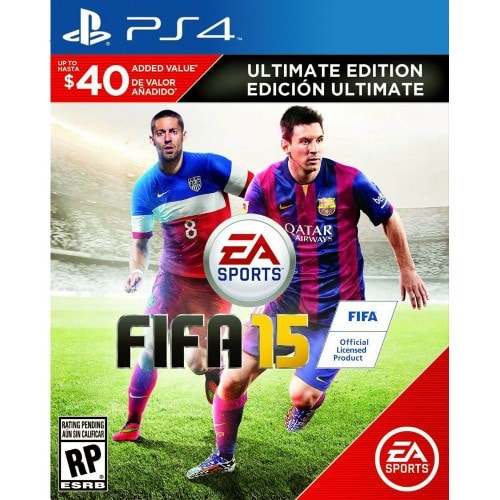 PS4
UP TO
HASTA
$40
ADDED VALUE*
DE VALOR
AÑADIDO*
ULTIMATE EDITION
EDICIÓN ULTIMATE
8
QATAR
AIRWAYS
EA
SPORTS
FIFA 15
FIFA
Official
Licensed
Product
RATING PENDING
AÚN SIN CALIFICAR
RP
ESRB
EA
SPORTS